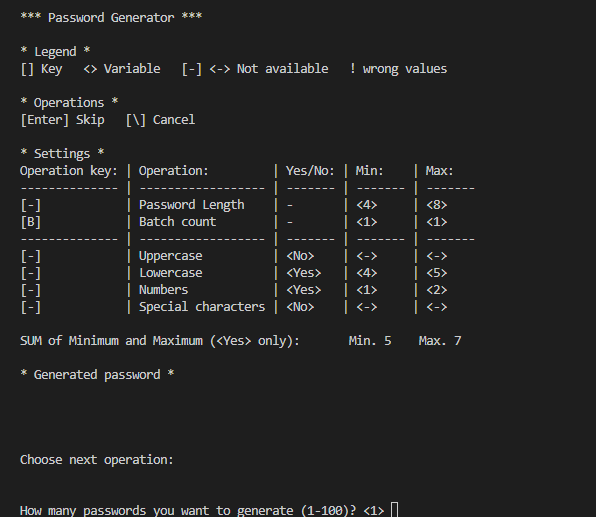 *** Password Generator ***
* Legend *
[] Key   <> Variable   [-] <-> Not available   ! wrong values
* Operations *
[Enter] Skip   [\] Cancel
* Settings *
Operation key: | Operation:         | Yes/No: | Min:    | Max:
-------------- | ------------------ | ------- | ------- | -------
[-]            | Password Length    | -       | <4>     | <8>
[B]            | Batch count        | -       | <1>     | <1>
-------------- | ------------------ | ------- | ------- | -------
[-]            | Uppercase          | <No>    | <->     | <->
[-]            | Lowercase          | <Yes>   | <4>     | <5>
[-]            | Numbers            | <Yes>   | <1>     | <2>
[-]            | Special characters | <No>    | <->     | <->
SUM of Minimum and Maximum (<Yes> only):       Min. 5    Max. 7
* Generated password *
Choose next operation:
How many passwords you want to generate (1-100)? <1>